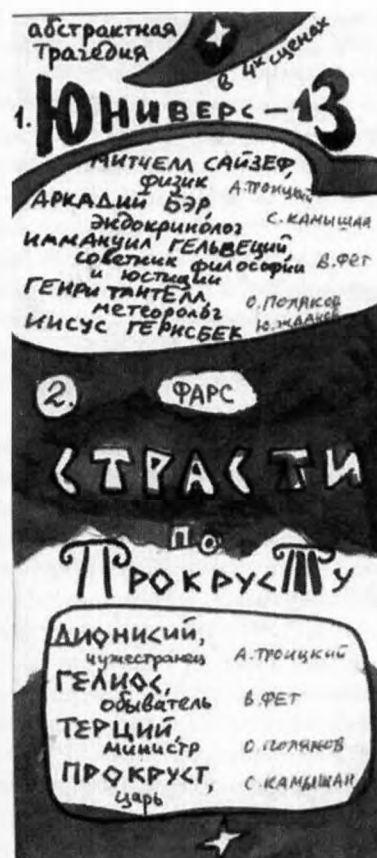 абстрактная
трагедия
в 4х сценах
1. ЮНИВЕРС-13
МИТЧЕЛЛ САЙЗЕФ,
физик А.ТРОИЦКИЙ
АРКАДИЙ БЭР,
эндокринолог С.КАМЫШАН
ИММАНУИЛ ГЕЛЬВЕЦИЙ,
советник философии
и юстиции В.ФЕТ
ГЕНРИ ТАНТЕЛЛ,
метеоролог О.ПОЛЯКОВ
ИИСУС ГЕРНСБЕК Ю.ЖДАНОВ
2. ФАРС
СТРАСТИ
ПО
ПРОКРУСТУ
ДИОНИСИЙ,
чужестранец А.ТРОИЦКИЙ
ГЕЛИОС,
обыватель В.ФЕТ
ТЕРЦИЙ,
министр О.ПОЛЯКОВ
ПРОКРУСТ,
царь С.КАМЫШАН